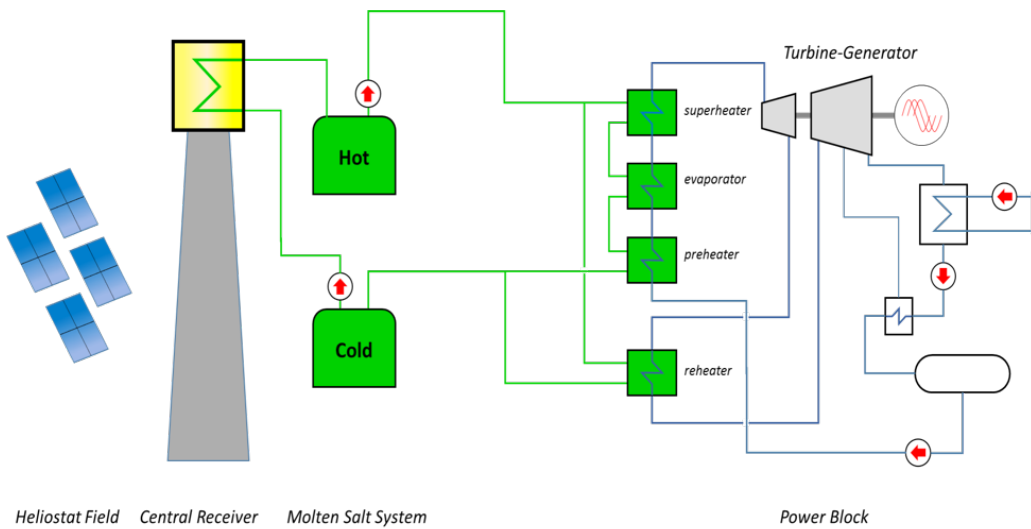 Turbine-Generator
superheater
Hot
evaporator
preheater
Cold
reheater
Heliostat Field
Central Receiver
Molten Salt System
Power Block